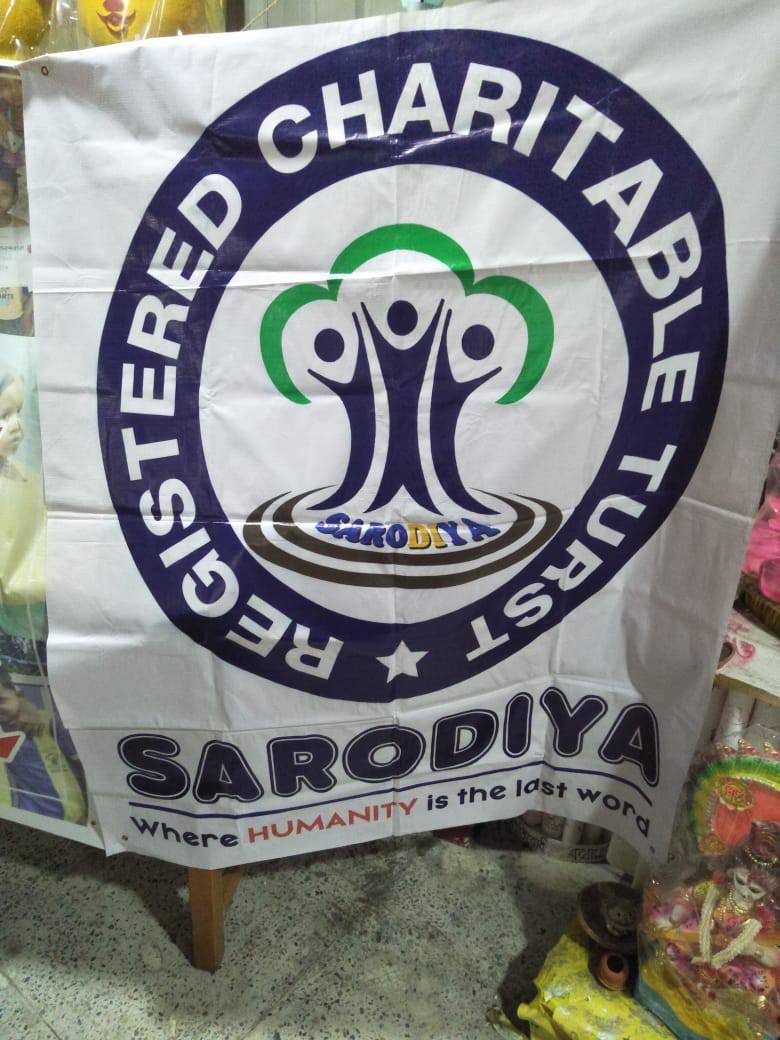 REGISTERED CHARITABLE TURST
SARODIYA
SARODIYA
Where HUMANITY is the last word